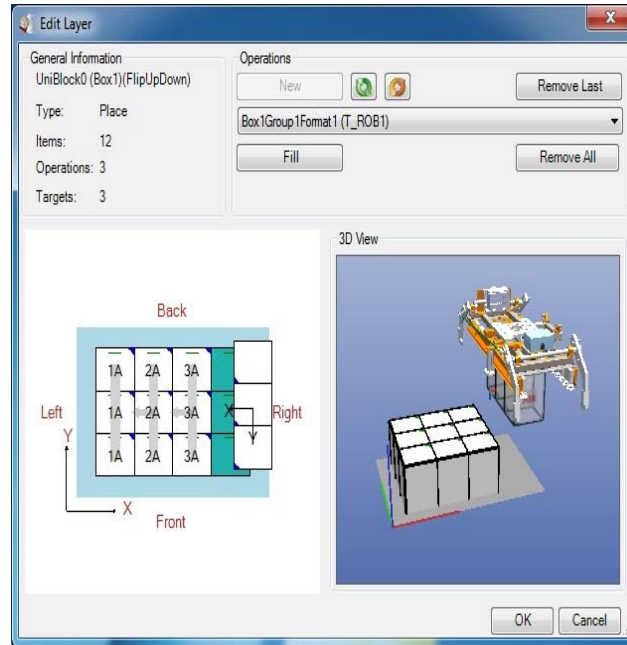 Edit Layer
General Information
UniBlock0 (Box1)(FlipUpDown)
Type: Place
Items: 12
Operations: 3
Targets: 3
Operations
New
Remove Last
Box1Group1Format1 (T_ROB1)
Fill
Remove All
Back
1A 2A 3A
Left
1A 2A 3A
X
Right
Y
Y
1A 2A 3A
X
Front
3D View
OK
Cancel